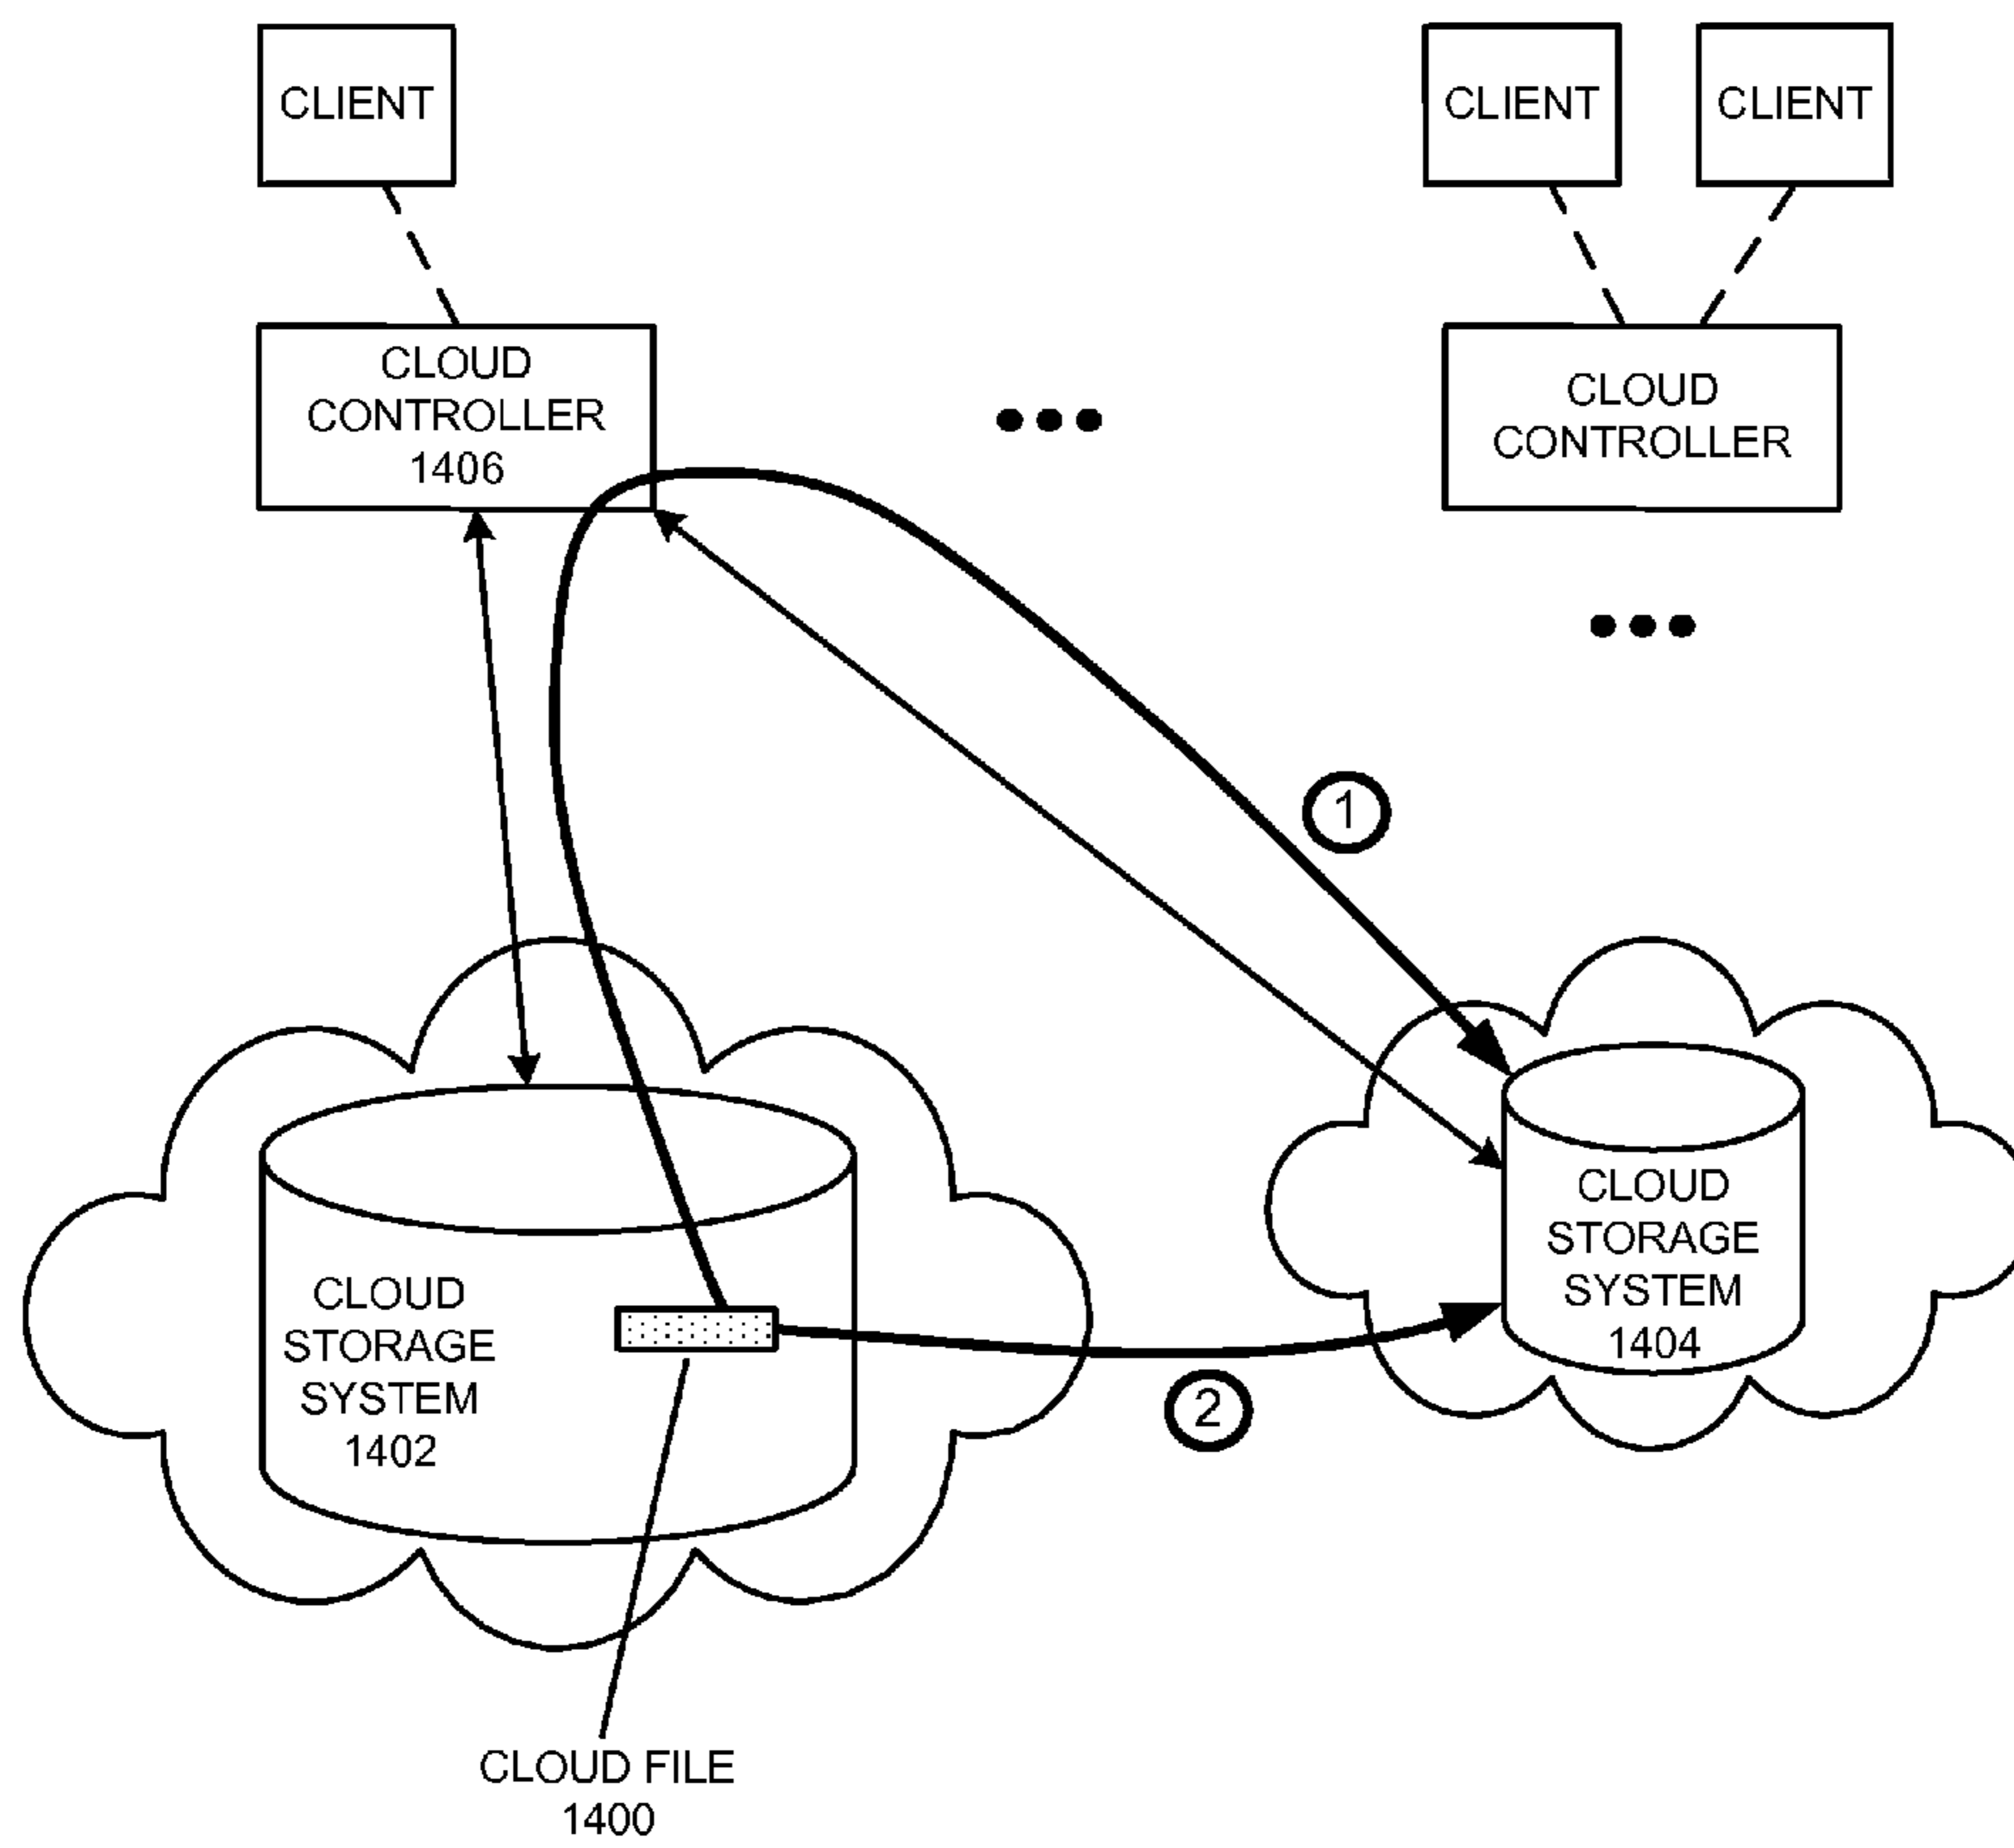 CLIENT
CLIENT
CLIENT
CLOUD
CONTROLLER
1406
CLOUD
CONTROLLER
1
CLOUD
STORAGE
SYSTEM
1404
CLOUD
STORAGE
SYSTEM
1402
2
CLOUD FILE
1400